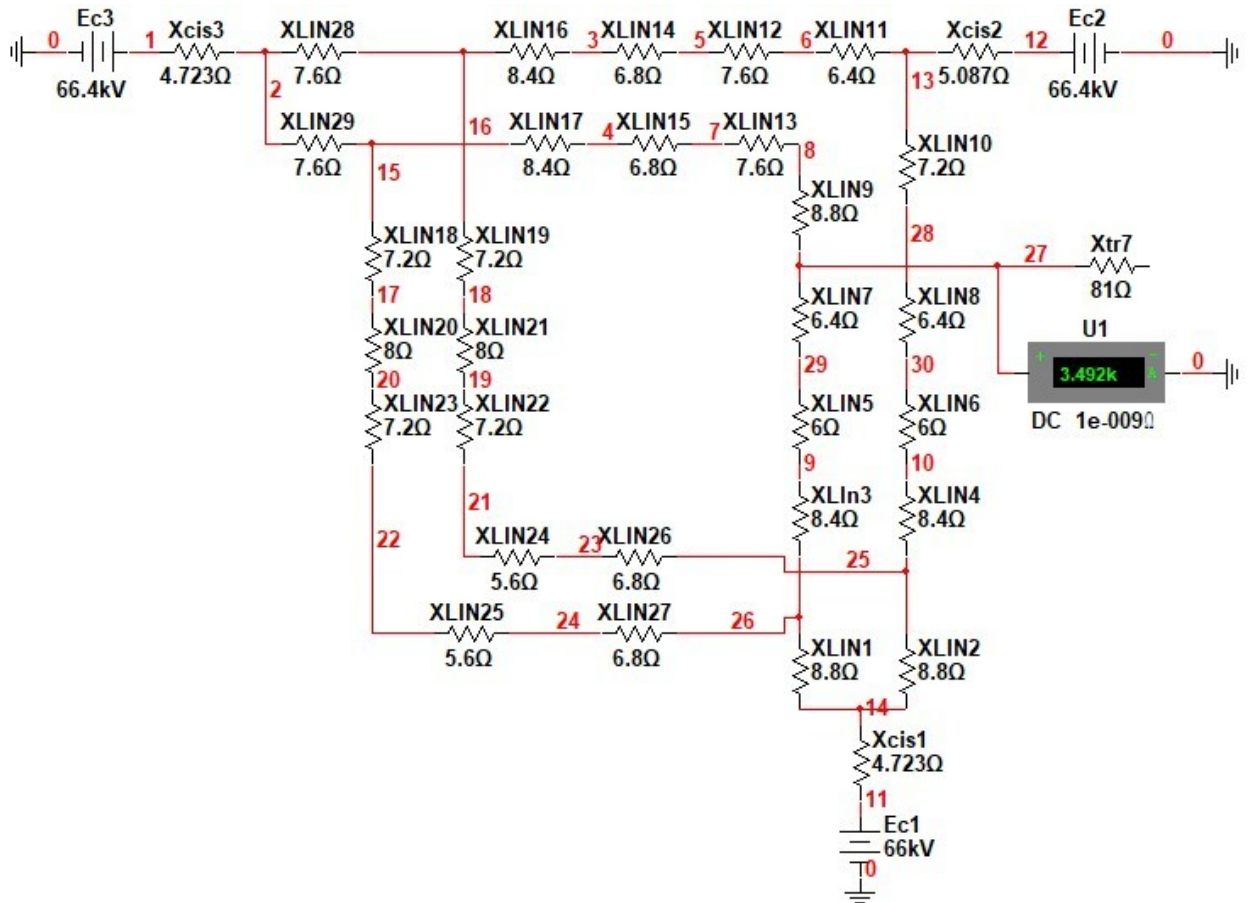 Ec3
0
1
66.4kV
Xcis3
4.723Ω
2
XLIN28
7.6Ω
XLIN16
8.4Ω
3
XLIN14
6.8Ω
5
XLIN12
7.6Ω
6
XLIN11
6.4Ω
Xcis2
5.087Ω
12
Ec2
66.4kV
0
13
XLIN29
7.6Ω
15
16
XLIN17
8.4Ω
4
XLIN15
6.8Ω
7
XLIN13
7.6Ω
8
XLIN10
7.2Ω
XLIN9
8.8Ω
28
27
Xtr7
81Ω
XLIN18
7.2Ω
XLIN19
7.2Ω
17
18
XLIN7
6.4Ω
XLIN8
6.4Ω
U1
+
-
3.492k
A
0
DC 1e-009Ω
XLIN20
8Ω
XLIN21
8Ω
20
19
29
30
XLIN23
7.2Ω
XLIN22
7.2Ω
XLIN5
6Ω
XLIN6
6Ω
9
10
21
22
XLIn3
8.4Ω
XLIN4
8.4Ω
XLIN24
5.6Ω
23
XLIN26
6.8Ω
25
XLIN25
5.6Ω
24
XLIN27
6.8Ω
26
XLIN1
8.8Ω
XLIN2
8.8Ω
14
Xcis1
4.723Ω
11
Ec1
66kV
0